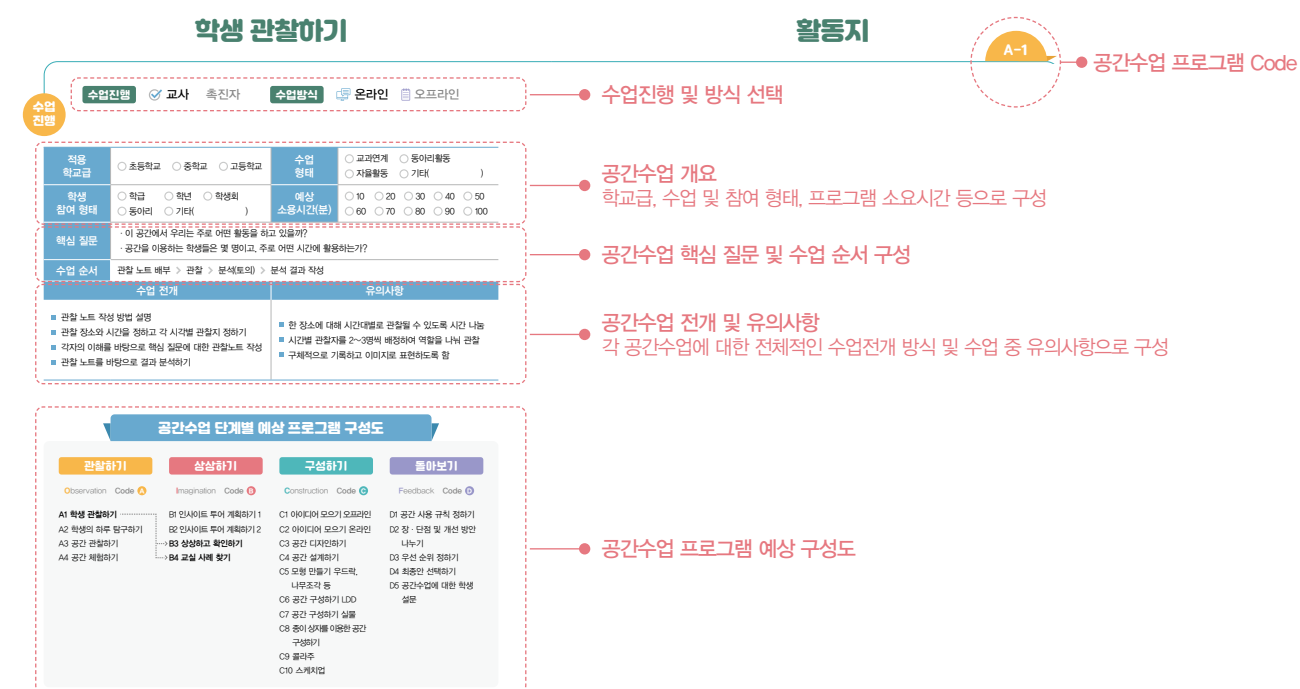 학생 관찰하기
활동지
A-1
공간수업 프로그램 Code
수업진행 교사 촉진자 수업방식 온라인 오프라인
수업진행 및 방식 선택
수업
진행
적용
학교급
초등학교 중학교 고등학교
수업
형태
교과연계 동아리활동
자율활동 기타( )
학생
참여 형태
학급 학년 학생회
동아리 기타( )
예상
소용시간(분)
10 20 30 40 50
60 70 80 90 100
공간수업 개요
학교급, 수업 및 참여 형태, 프로그램 소요시간 등으로 구성
핵심 질문
· 이 공간에서 우리는 주로 어떤 활동을 하고 있을까?
· 공간을 이용하는 학생들은 몇 명이고, 주로 어떤 시간에 활용하는가?
수업 순서
관찰 노트 배부 > 관찰 > 분석(토의) > 분석 결과 작성
공간수업 핵심 질문 및 수업 순서 구성
수업 전개
관찰 노트 작성 방법 설명
관찰 장소와 시간을 정하고 각 시각별 관찰지 정하기
각자의 이해를 바탕으로 핵심 질문에 대한 관찰노트 작성
관찰 노트를 바탕으로 결과 분석하기
유의사항
한 장소에 대해 시간대별로 관찰될 수 있도록 시간 나눔
시간별 관찰자를 2~3명씩 배정하여 역할을 나눠 관찰
구체적으로 기록하고 이미지로 표현하도록 함
공간수업 전개 및 유의사항
각 공간수업에 대한 전체적인 수업전개 방식 및 수업 중 유의사항으로 구성
공간수업 단계별 예상 프로그램 구성도
관찰하기
Observation Code A
A1 학생 관찰하기
A2 학생의 하루 탐구하기
A3 공간 관찰하기
A4 공간 체험하기
상상하기
Imagination Code B
B1 인사이트 투어 계획하기 1
B2 인사이트 투어 계획하기 2
B3 상상하고 확인하기
B4 교실 사례 찾기
구성하기
Construction Code C
C1 아이디어 모으기 오프라인
C2 아이디어 모으기 온라인
C3 공간 디자인하기
C4 공간 설계하기
C5 모형 만들기 우드락,
나무조각 등
C6 공간 구성하기 LDD
C7 공간 구성하기 실물
C8 종이 상자를 이용한 공간
구성하기
C9 콜라주
C10 스케치업
돌아보기
Feedback Code D
D1 공간 사용 규칙 정하기
D2 장 · 단점 및 개선 방안
나누기
D3 우선 순위 정하기
D4 최종안 선택하기
D5 공간수업에 대한 학생
설문
공간수업 프로그램 예상 구성도